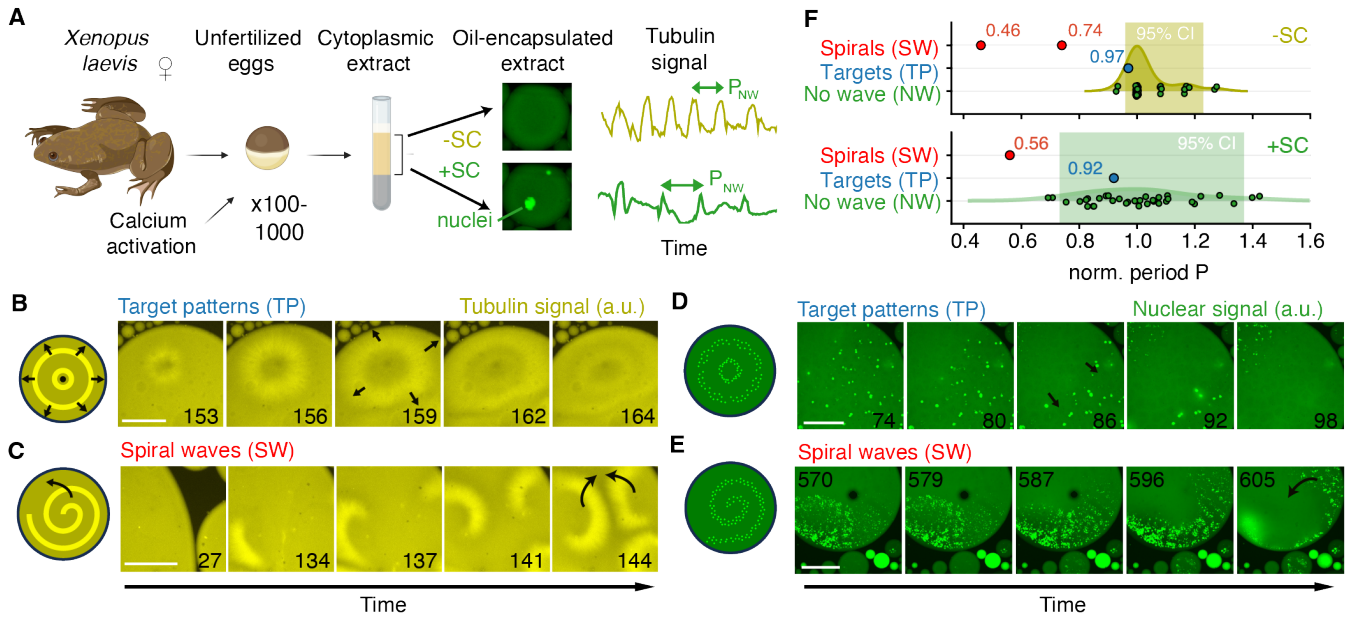 A
Xenopus
laevis ♀
Unfertilized
eggs
Cytoplasmic
extract
Oil-encapsulated
extract
Tubulin
signal
PNW
-SC
+SC
nuclei
PNW
Calcium
activation
x100-
1000
Time
F
0.46
0.74
95% CI
-SC
Spirals (SW)
Targets (TP)
0.97
No wave (NW)
95% CI
+SC
Spirals (SW)
0.56
Targets (TP)
0.92
No wave (NW)
0.4
0.6
0.8
1.0
1.2
1.4
1.6
norm. period P
B
Target patterns (TP)
Tubulin signal (a.u.)
153
156
159
162
164
C
Spiral waves (SW)
27
134
137
141
144
Time
D
Target patterns (TP)
Nuclear signal (a.u.)
74
80
86
92
98
E
Spiral waves (SW)
570
579
587
596
605
Time